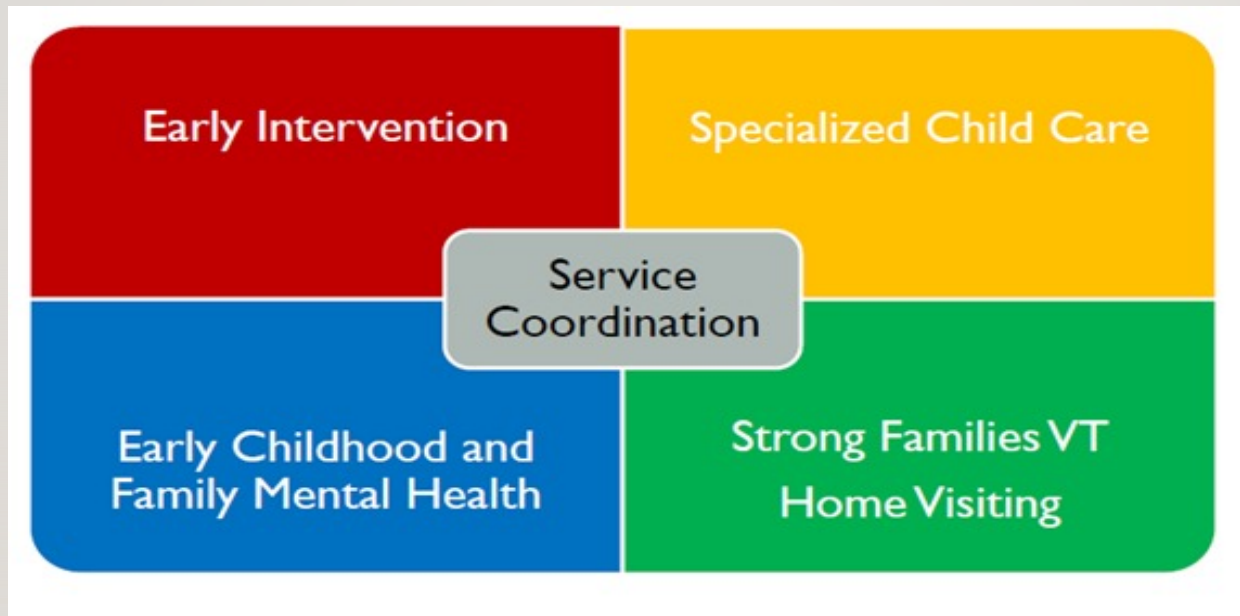 Early Intervention
Specialized Child Care
Service
Coordination
Early Childhood and
Family Mental Health
Strong Families VT
Home Visiting